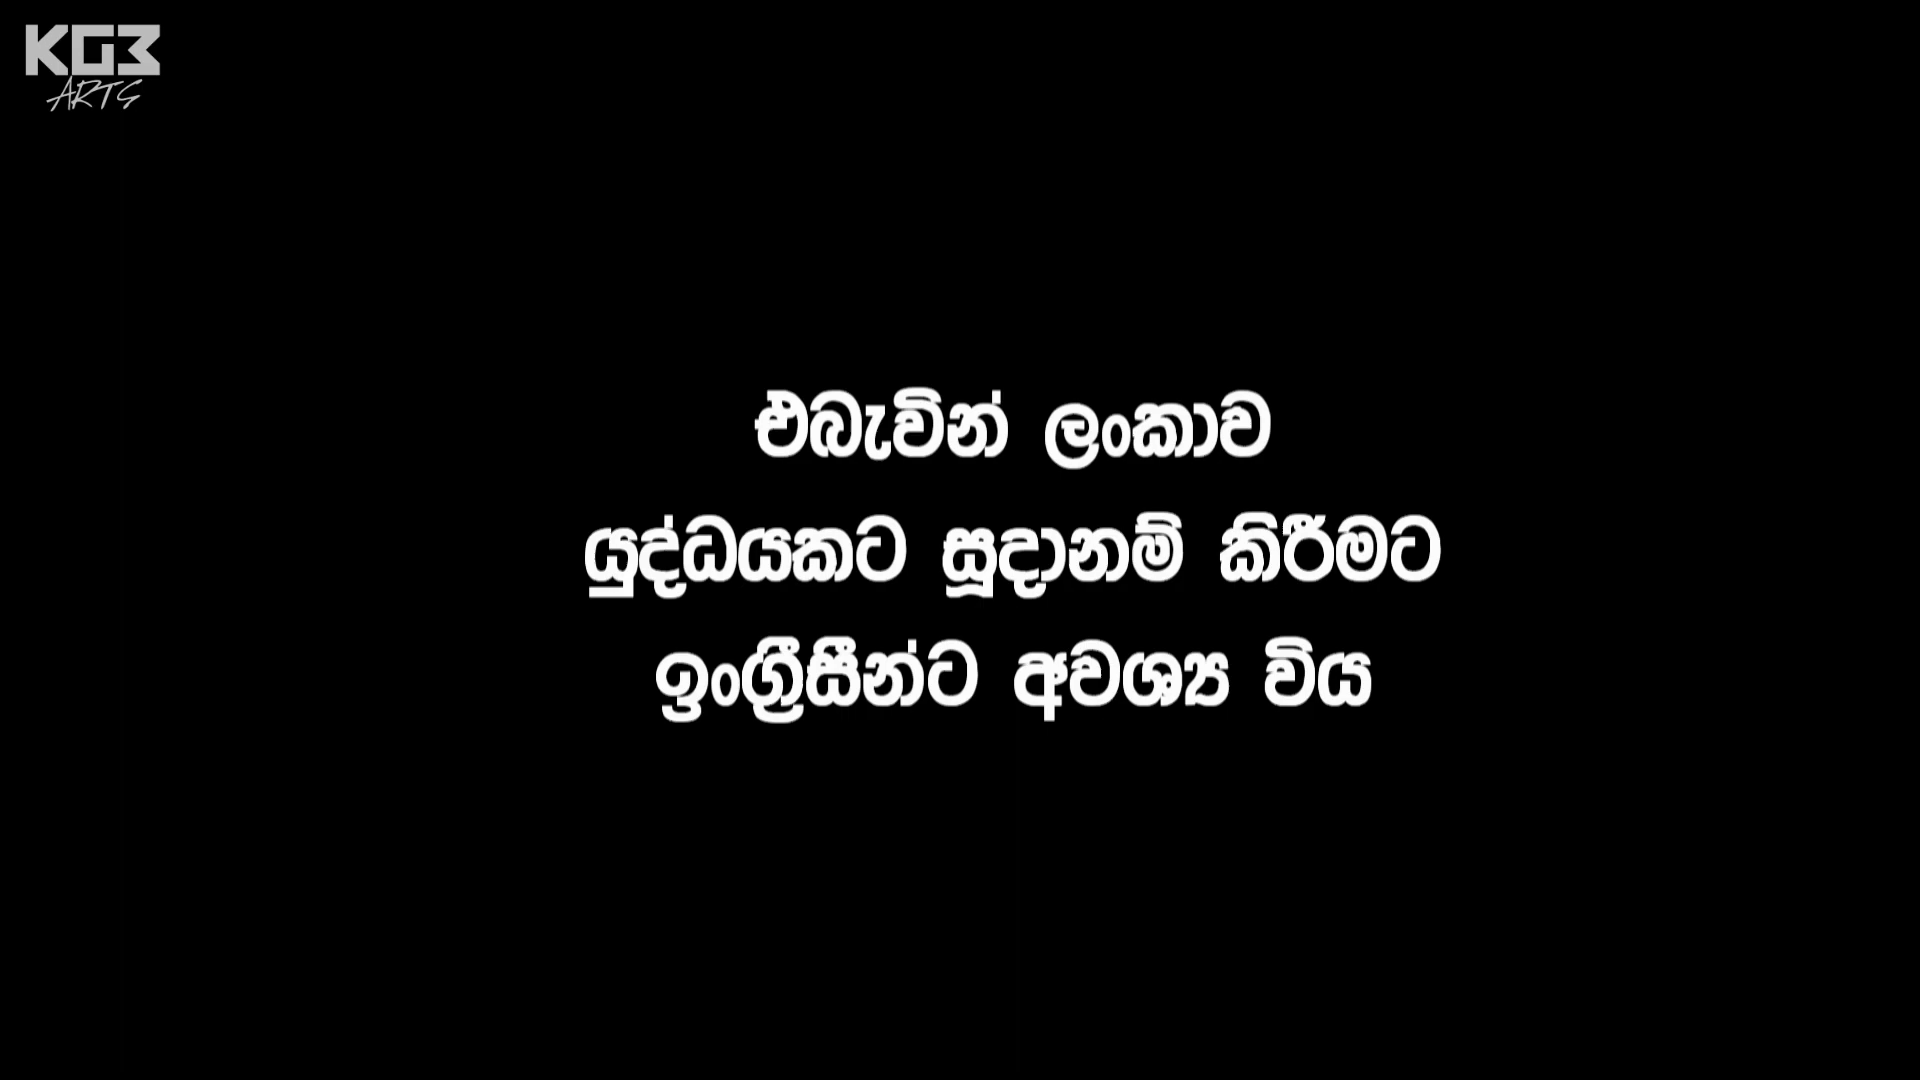 KG3
ARTS
එබැවින් ලංකාව
යුද්ධයකට සූදානම් කිරීමට
ඉංග්‍රීසීන්ට අවශ්‍ය විය